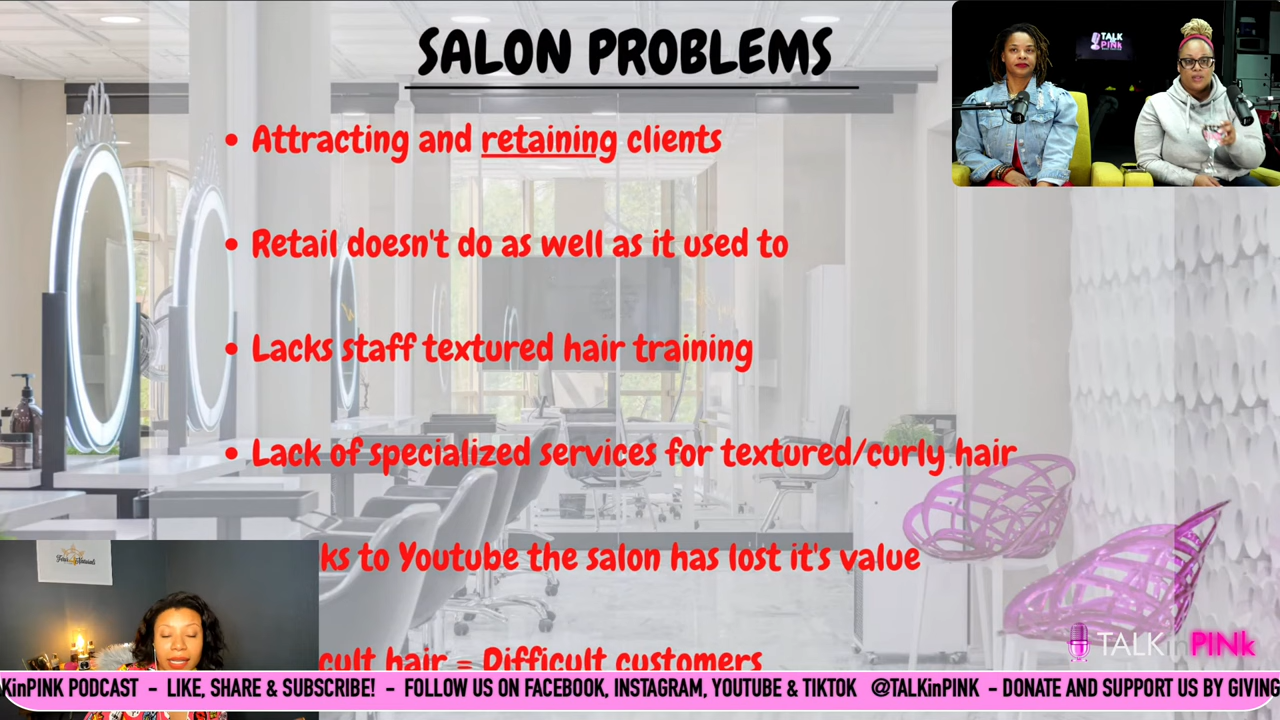 SALON PROBLEMS
TALK
PINK
• Attracting and retaining clients
• Retail doesn't do as well as it used to
• Lacks staff textured hair training
• Lack of specialized services for textured/curly hair
ks to Youtube the salon has lost it's value
cult hair = Difficult customers
TALKinPINk
KinPINK PODCAST – LIKE, SHARE & SUBSCRIBE! – FOLLOW US ON FACEBOOK, INSTAGRAM, YOUTUBE & TIKTOK @TALKinPINK – DONATE AND SUPPORT US BY GIVING